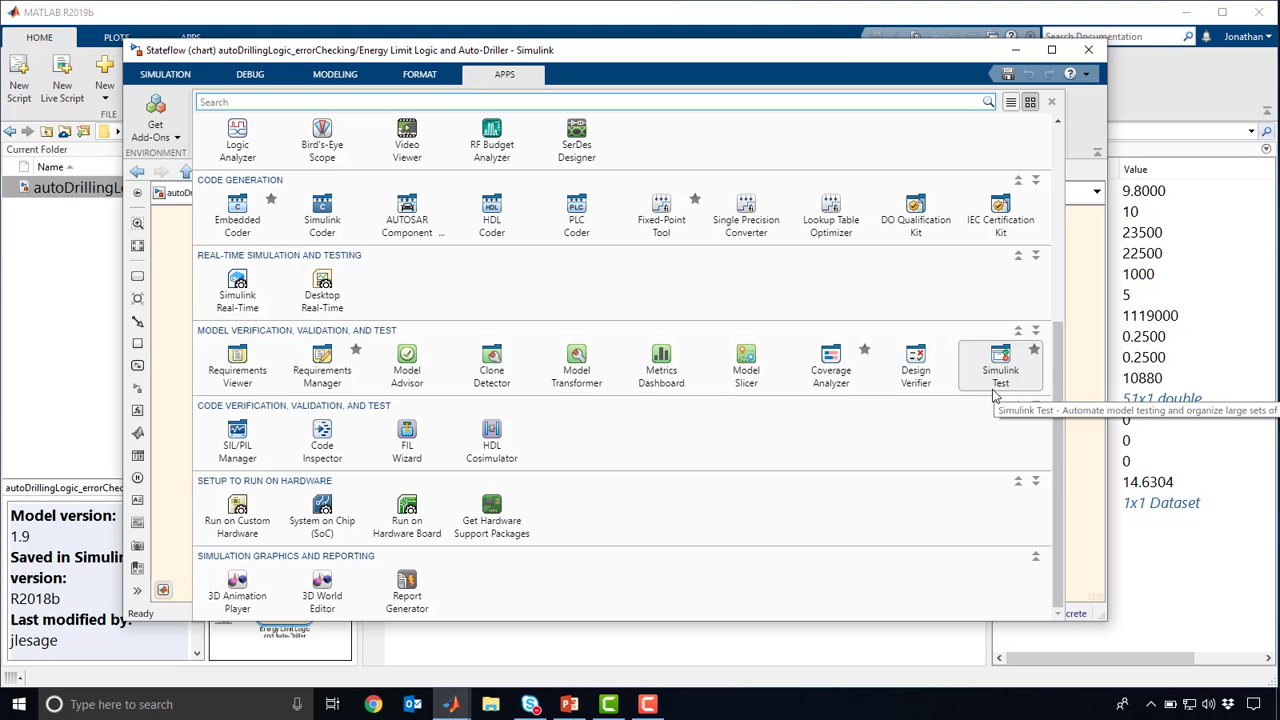 MATLAB R2019b
HOME
PLOTS
APPS
Search Documentation
Jonathan
New Script
New Live Script
New
FILE
Stateflow (chart) autoDrillingLogic_errorChecking/Energy Limit Logic and Auto-Driller - Simulink
SIMULATION
DEBUG
MODELING
FORMAT
APPS
Get Add-Ons
ENVIRONMENT
Search
Logic Analyzer
Bird's-Eye Scope
Video Viewer
RF Budget Analyzer
SerDes Designer
CODE GENERATION
Embedded Coder
Simulink Coder
AUTOSAR Component ...
HDL Coder
PLC Coder
Fixed-Point Tool
Single Precision Converter
Lookup Table Optimizer
DO Qualification Kit
IEC Certification Kit
REAL-TIME SIMULATION AND TESTING
Simulink Real-Time
Desktop Real-Time
MODEL VERIFICATION, VALIDATION, AND TEST
Requirements Viewer
Requirements Manager
Model Advisor
Clone Detector
Model Transformer
Metrics Dashboard
Model Slicer
Coverage Analyzer
Design Verifier
Simulink Test
Simulink Test - Automate model testing and organize large sets of
CODE VERIFICATION, VALIDATION, AND TEST
SIL/PIL Manager
Code Inspector
FIL Wizard
HDL Cosimulator
SETUP TO RUN ON HARDWARE
Run on Custom Hardware
System on Chip (SoC)
Run on Hardware Board
Get Hardware Support Packages
SIMULATION GRAPHICS AND REPORTING
3D Animation Player
3D World Editor
Report Generator
Ready
crete
Current Folder
Name
autoDrillingL
autoDr
autoDrillingLogic_errorChec
Model version:
1.9
Saved in Simulin
version:
R2018b
Last modified by:
jlesage
Energy Limit Logic
and Auto-Driller
Value
9.8000
10
23500
22500
1000
5
1119000
0.2500
0.2500
10880
51x1 double
0
0
0
14.6304
1x1 Dataset
Type here to search